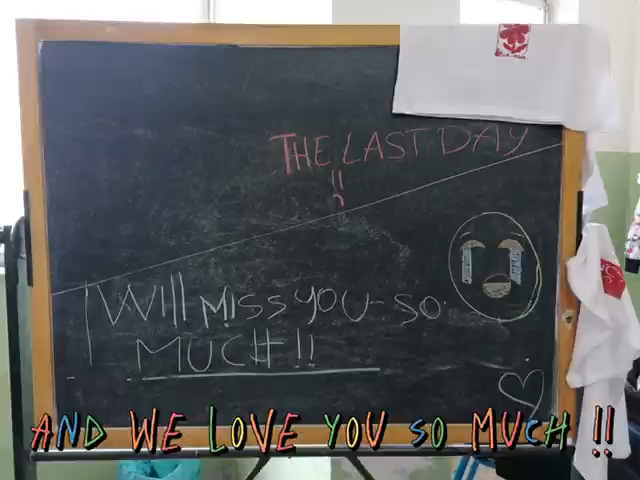 THE LAST DAY
I WIll MISS YOU SO
MUCH!!
AND WE LOVE YOU SO MUCH !!